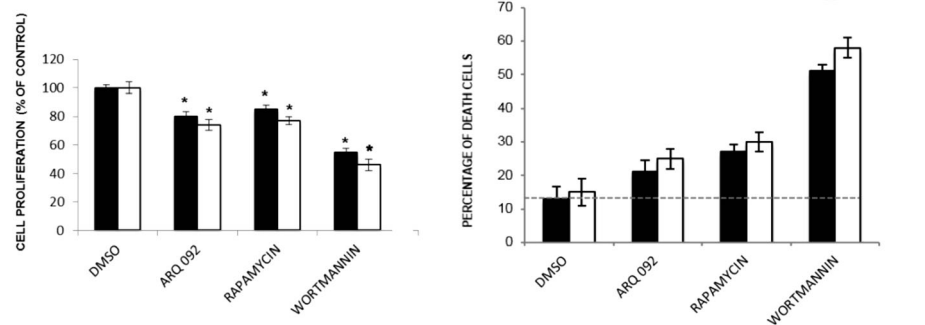 CELL PROLIFERATION (% OF CONTROL)
120
100
80
60
40
20
0
* * * * * *
DMSO
ARQ 092
RAPAMYCIN
WORTMANNIN
PERCENTAGE OF DEATH CELLS
70
60
50
40
30
20
10
0
DMSO
ARQ 092
RAPAMYCIN
WORTMANNIN